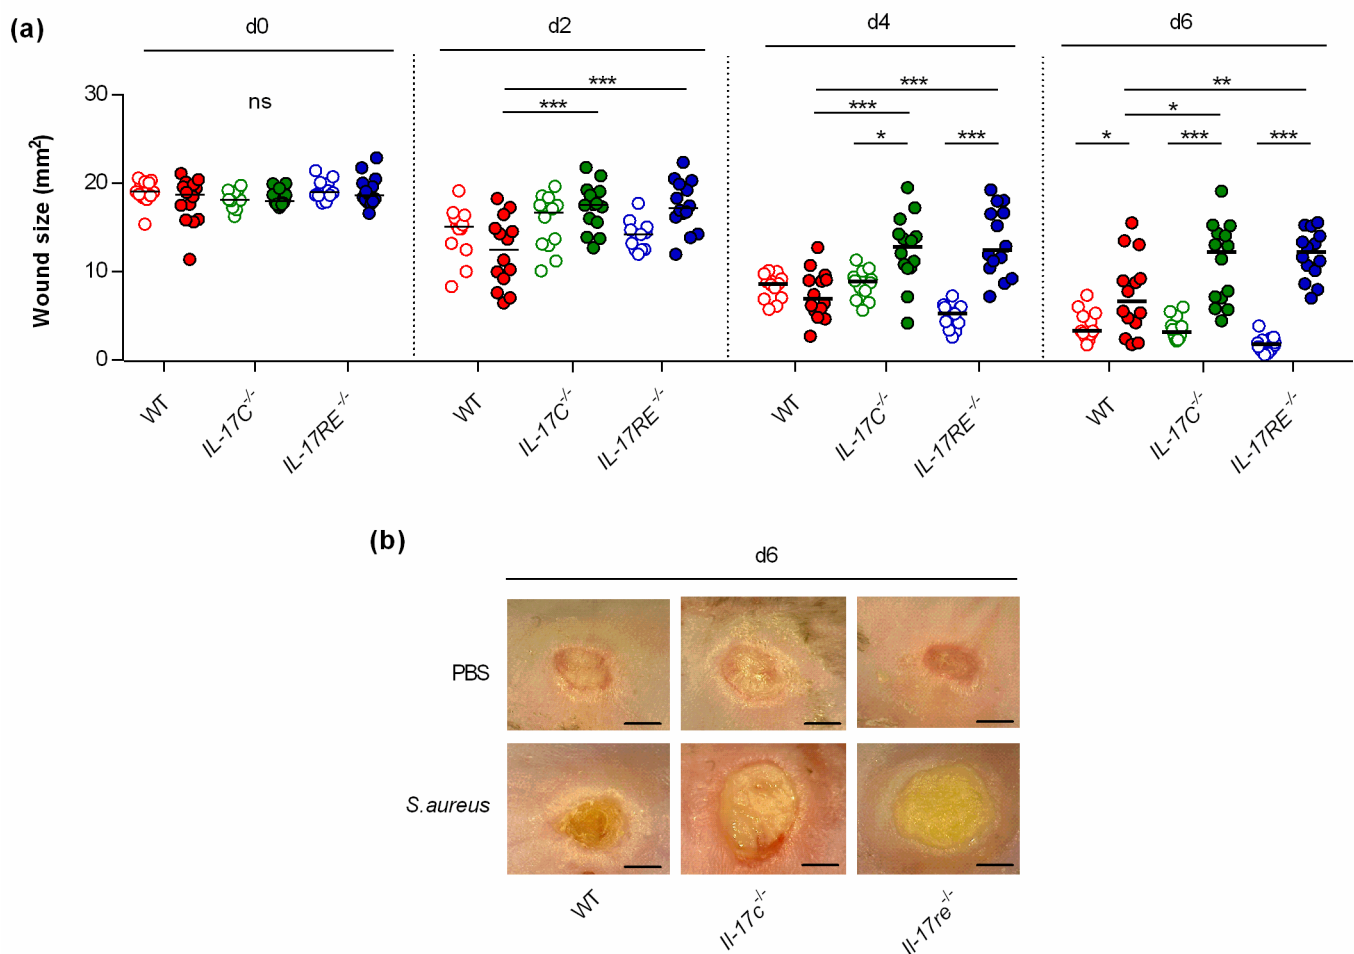 (a)
d0
d2
d4
d6
Wound size (mm²)
30
20
10
0
ns
***
***
***
***
*
***
**
*
*
***
***
WT
IL-17C-/-
IL-17RE-/-
WT
IL-17C-/-
IL-17RE-/-
WT
IL-17C-/-
IL-17RE-/-
WT
IL-17C-/-
IL-17RE-/-
(b)
d6
PBS
S.aureus
WT
Il-17c-/-
Il-17re-/-